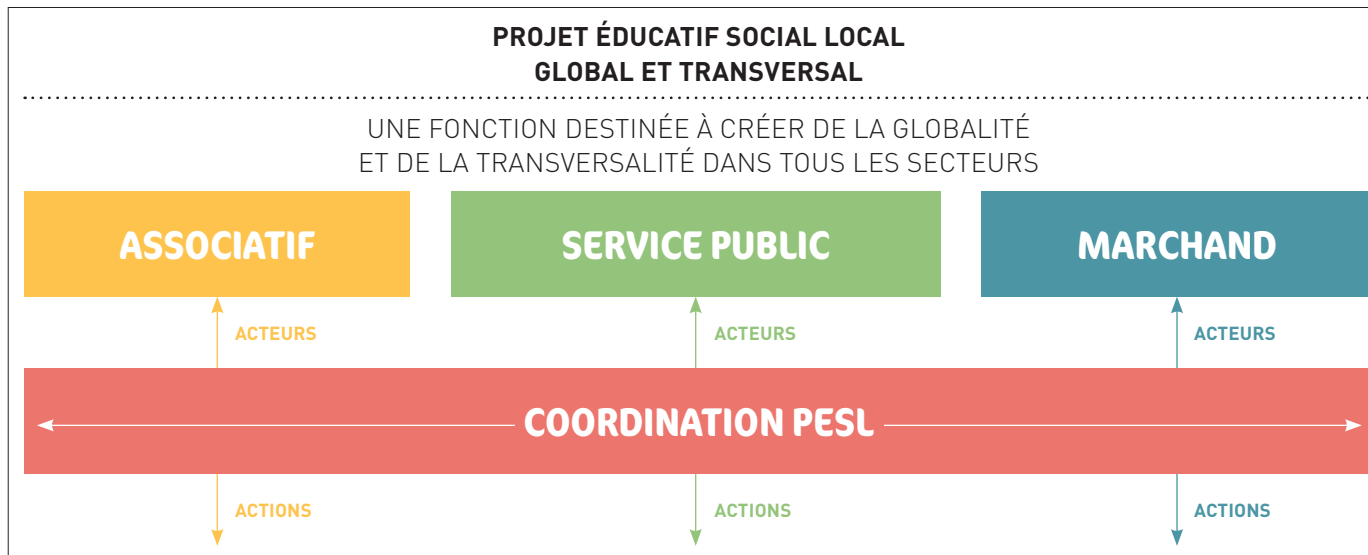 PROJET ÉDUCATIF SOCIAL LOCAL
GLOBAL ET TRANSVERSAL
UNE FONCTION DESTINÉE À CRÉER DE LA GLOBALITÉ
ET DE LA TRANSVERSALITÉ DANS TOUS LES SECTEURS
ASSOCIATIF
SERVICE PUBLIC
MARCHAND
ACTEURS
ACTEURS
ACTEURS
COORDINATION PESL
ACTIONS
ACTIONS
ACTIONS